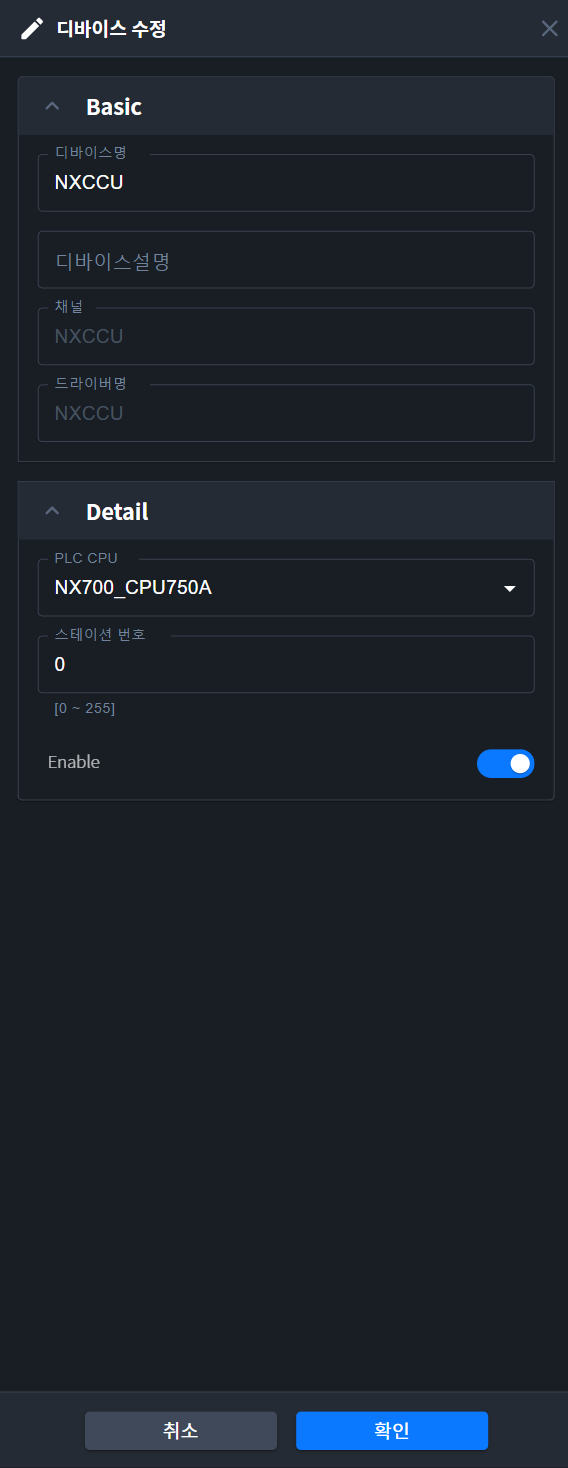 디바이스 수정
Basic
디바이스명
NXCCU
디바이스설명
채널
NXCCU
드라이버명
NXCCU
Detail
PLC CPU
NX700_CPU750A
스테이션 번호
0
[0 ~ 255]
Enable
취소 확인